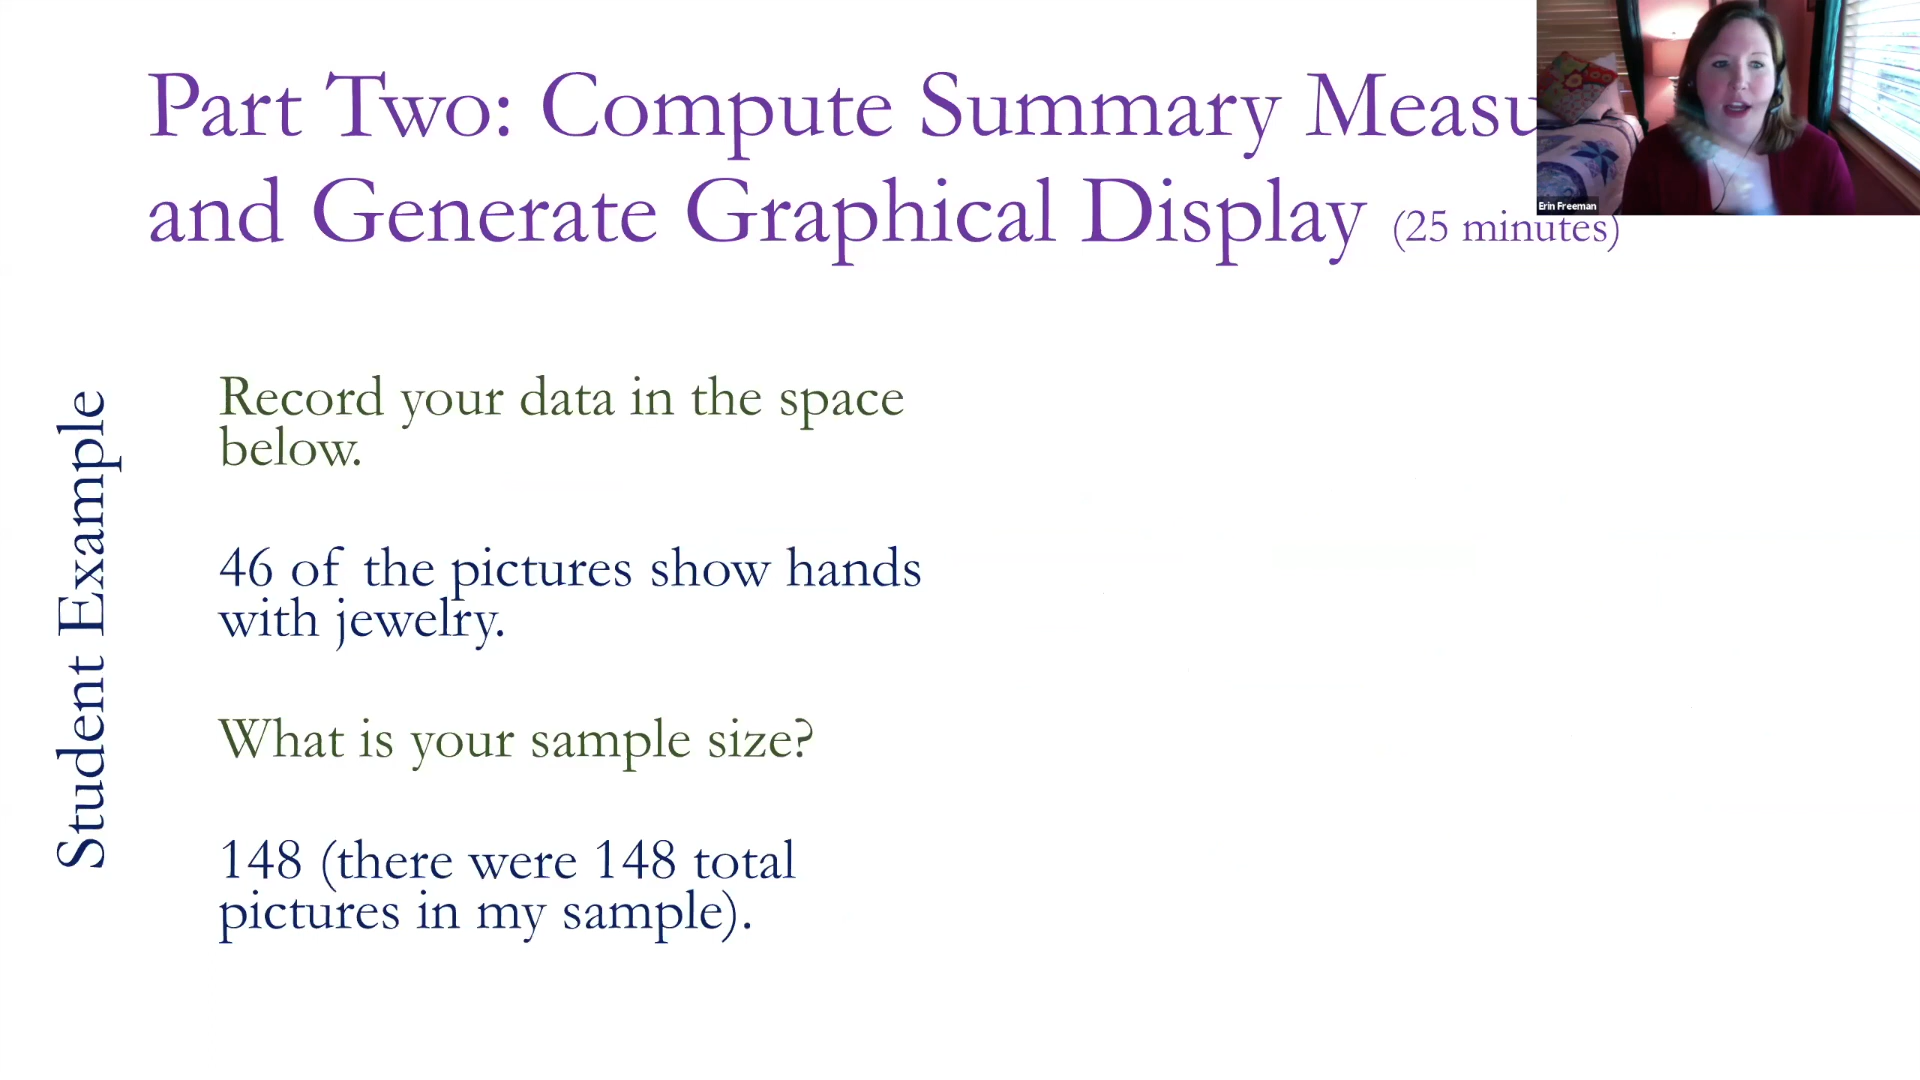 Part Two: Compute Summary Measu
and Generate Graphical Display (25 minutes)
Erin Freeman
Student Example
Record your data in the space
below.
46 of the pictures show hands
with jewelry.
What is your sample size?
148 (there were 148 total
pictures in my sample).